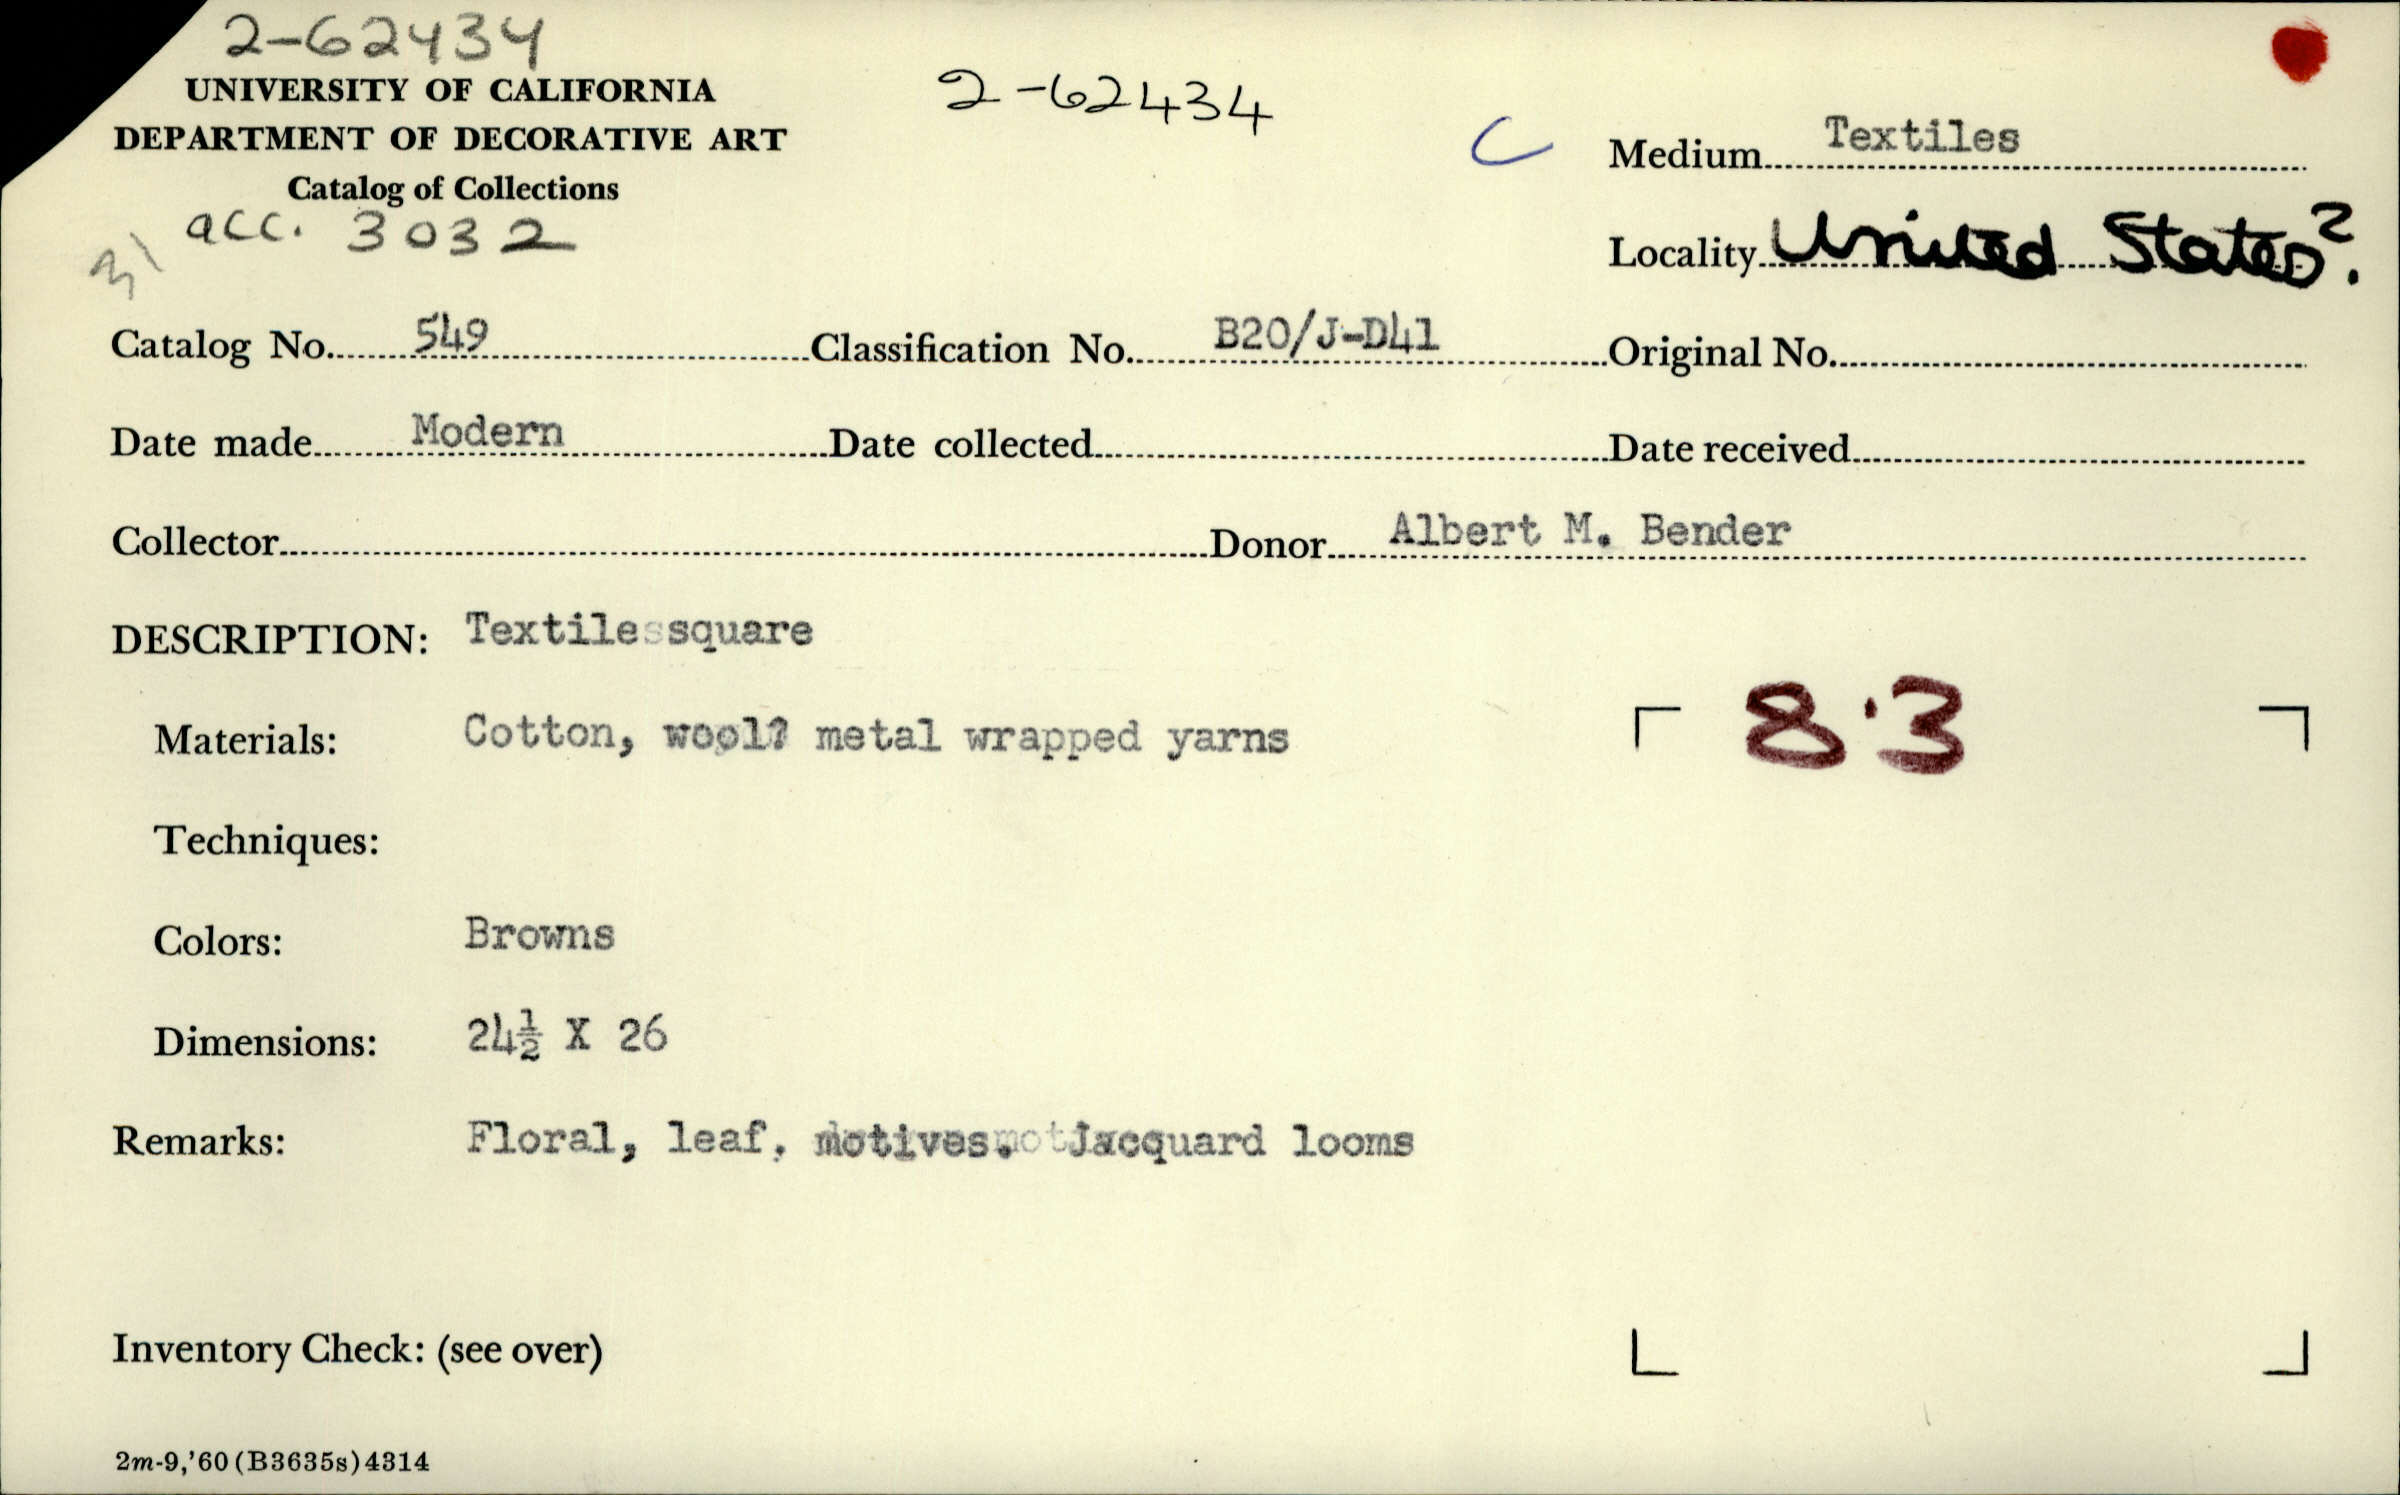 2-62434
UNIVERSITY OF CALIFORNIA
DEPARTMENT OF DECORATIVE ART
Catalog of Collections
acc. 3032
31
2-62434
C
Medium Textiles
Locality United States?
Catalog No. 549 Classification No. B20/J-D41 Original No.
Date made Modern Date collected Date received
Collector Donor Albert M. Bender
DESCRIPTION: Textile square
Materials: Cotton, wool? metal wrapped yarns
8.3
Techniques:
Colors: Browns
Dimensions: 24½ X 26
Remarks: Floral, leaf, motives. Jacquard looms
Inventory Check: (see over)
2m-9,'60(B3635s)4314